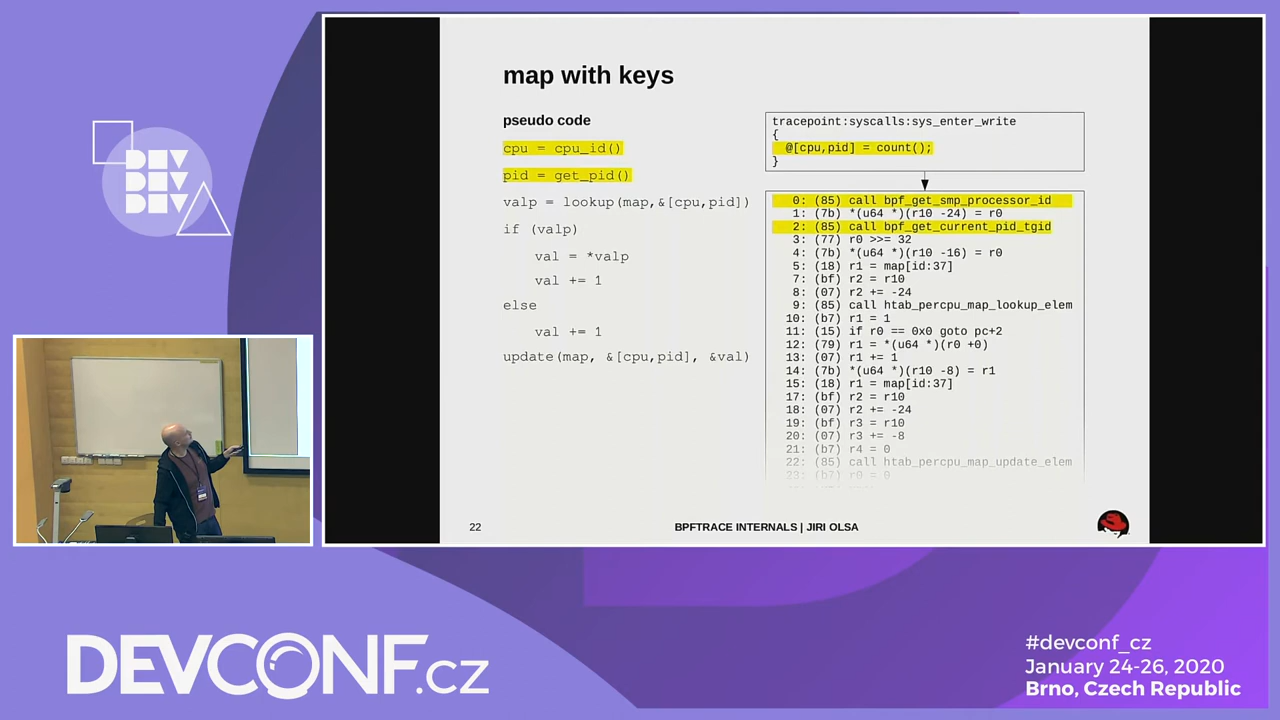 DEV
DEV
DEV
map with keys
pseudo code
cpu = cpu_id()
pid = get_pid()
valp = lookup(map,&[cpu,pid])
if (valp)
val = *valp
val += 1
else
val += 1
update(map, &[cpu,pid], &val)
tracepoint:syscalls:sys_enter_write
{
@[cpu,pid] = count();
}
0: (85) call bpf_get_smp_processor_id
1: (7b) *(u64 *)(r10 -24) = r0
2: (85) call bpf_get_current_pid_tgid
3: (77) r0 >>= 32
4: (7b) *(u64 *)(r10 -16) = r0
5: (18) r1 = map[id:37]
7: (bf) r2 = r10
8: (07) r2 += -24
9: (85) call htab_percpu_map_lookup_elem
10: (b7) r1 = 1
11: (15) if r0 == 0x0 goto pc+2
12: (79) r1 = *(u64 *)(r0 +0)
13: (07) r1 += 1
14: (7b) *(u64 *)(r10 -8) = r1
15: (18) r1 = map[id:37]
17: (bf) r2 = r10
18: (07) r2 += -24
19: (bf) r3 = r10
20: (07) r3 += -8
21: (b7) r4 = 0
22: (85) call htab_percpu_map_update_elem
23: (b7) r0 = 0
22
BPFTRACE INTERNALS | JIRI OLSA
DEVCONF.cz
#devconf_cz
January 24-26, 2020
Brno, Czech Republic